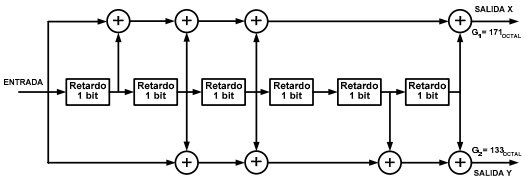 SALIDA X
+ + + +
G1 = 171OCTAL
ENTRADA
Retardo 1 bit
Retardo 1 bit
Retardo 1 bit
Retardo 1 bit
Retardo 1 bit
Retardo 1 bit
G2 = 133OCTAL
+ + + +
SALIDA Y